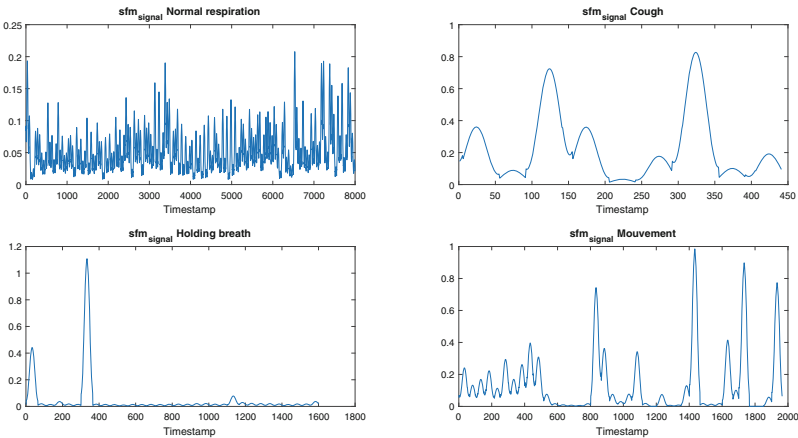 sfm_signal Normal respiration
0.25
0.2
0.15
0.1
0.05
0
0 1000 2000 3000 4000 5000 6000 7000 8000
Timestamp
sfm_signal Cough
1
0.8
0.6
0.4
0.2
0
0 50 100 150 200 250 300 350 400 450
Timestamp
sfm_signal Holding breath
1.2
1
0.8
0.6
0.4
0.2
0
0 200 400 600 800 1000 1200 1400 1600 1800
Timestamp
sfm_signal Mouvement
1
0.8
0.6
0.4
0.2
0
0 200 400 600 800 1000 1200 1400 1600 1800 2000
Timestamp